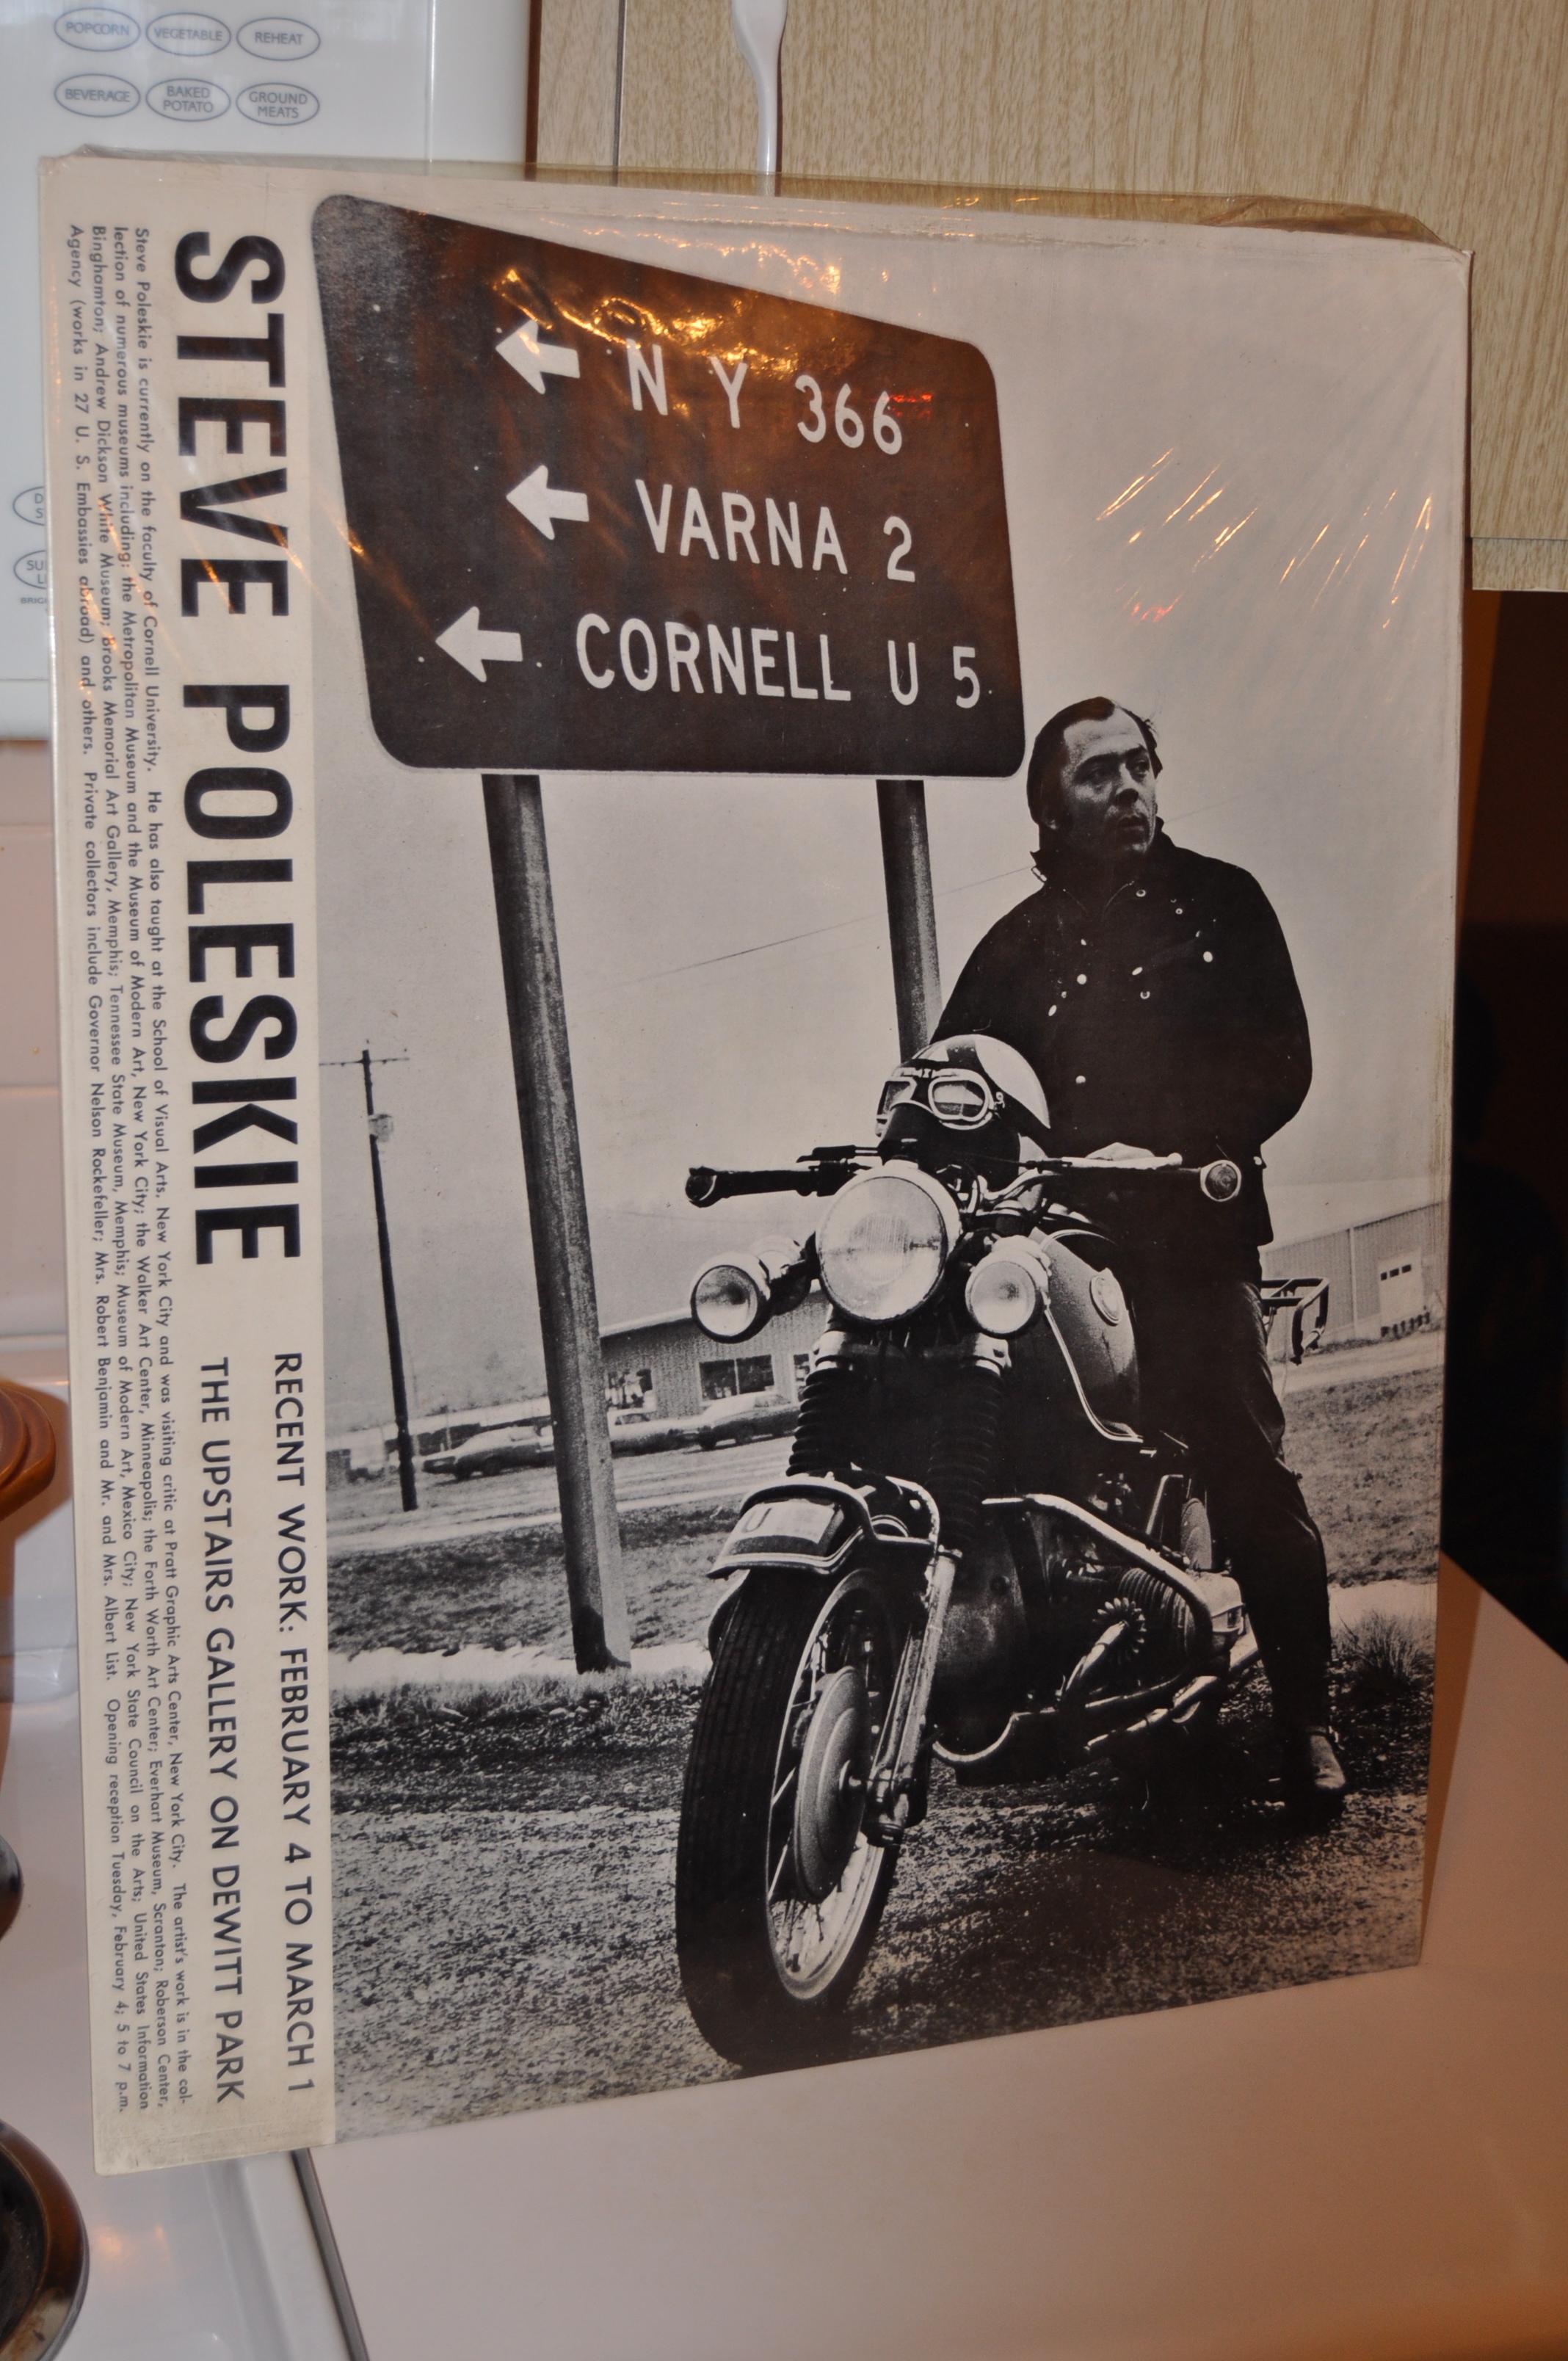 POPCORN VEGETABLE REHEAT
BEVERAGE BAKED POTATO GROUND MEATS
N Y 366
VARNA 2
CORNELL U 5
STEVE POLESKIE
RECENT WORK: FEBRUARY 4 TO MARCH 1
THE UPSTAIRS GALLERY ON DEWITT PARK
Steve Poleskie is currently on the faculty of Cornell University. He has also taught at the School of Visual Arts, New York City and was visiting critic at Pratt Graphic Arts Center, New York City. The artist's work is in the col-
lection of numerous museums including: the Metropolitan Museum and the Museum of Modern Art, New York City; the Walker Art Center, Minneapolis; the Forth Worth Art Center; Everhart Museum, Scranton; Roberson Center,
Binghamton; Andrew Dickson White Museum; Brooks Memorial Art Gallery, Memphis; Tennessee State Museum, Memphis; Museum of Modern Art, Mexico City; New York State Council on the Arts; United States Information
Agency (works in 27 U. S. Embassies abroad) and others. Private collectors include Governor Nelson Rockefeller; Mrs. Robert Benjamin and Mr. and Mrs. Albert List. Opening reception Tuesday, February 4; 5 to 7 p.m.
U